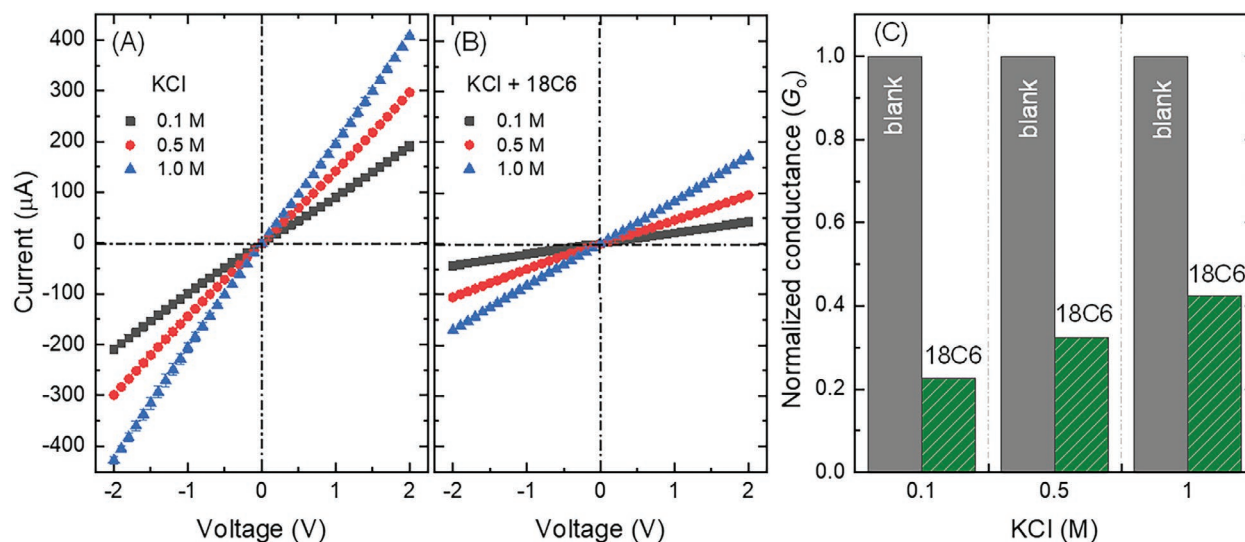 (A)
KCl
0.1 M
0.5 M
1.0 M
400
300
200
100
0
-100
-200
-300
-400
Current (μA)
-2 -1 0 1 2
Voltage (V)
(B)
KCl + 18C6
0.1 M
0.5 M
1.0 M
-2 -1 0 1 2
Voltage (V)
(C)
1.0
0.8
0.6
0.4
0.2
0.0
Normalized conductance (Gₒ)
blank
18C6
blank
18C6
blank
18C6
0.1 0.5 1
KCl (M)